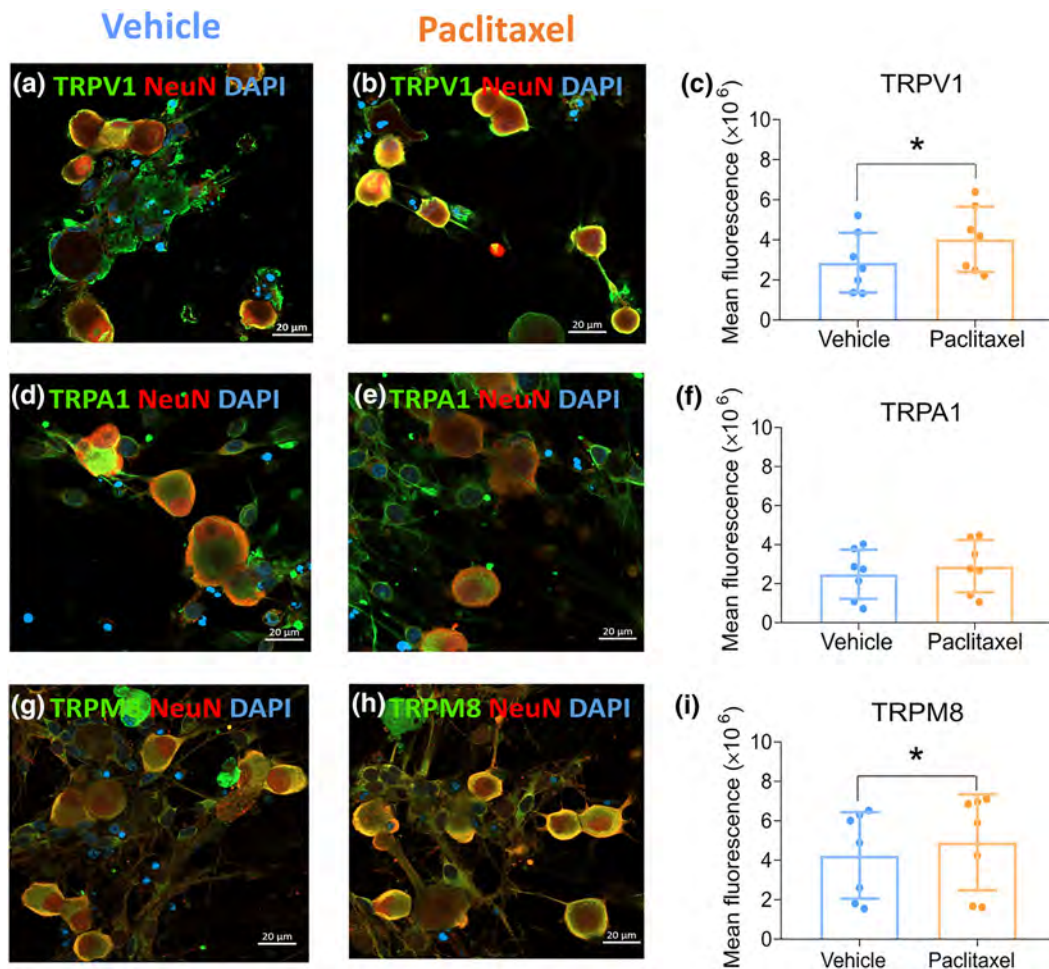 Vehicle
Paclitaxel
(a) TRPV1 NeuN DAPI
20 μm
(b) TRPV1 NeuN DAPI
20 μm
(c)
TRPV1
Mean fluorescence (×10⁶)
10
8
6
4
2
0
*
Vehicle
Paclitaxel
(d) TRPA1 NeuN DAPI
20 μm
(e) TRPA1 NeuN DAPI
20 μm
(f)
TRPA1
Mean fluorescence (×10⁶)
10
8
6
4
2
0
Vehicle
Paclitaxel
(g) TRPM8 NeuN DAPI
20 μm
(h) TRPM8 NeuN DAPI
20 μm
(i)
TRPM8
Mean fluorescence (×10⁶)
10
8
6
4
2
0
*
Vehicle
Paclitaxel